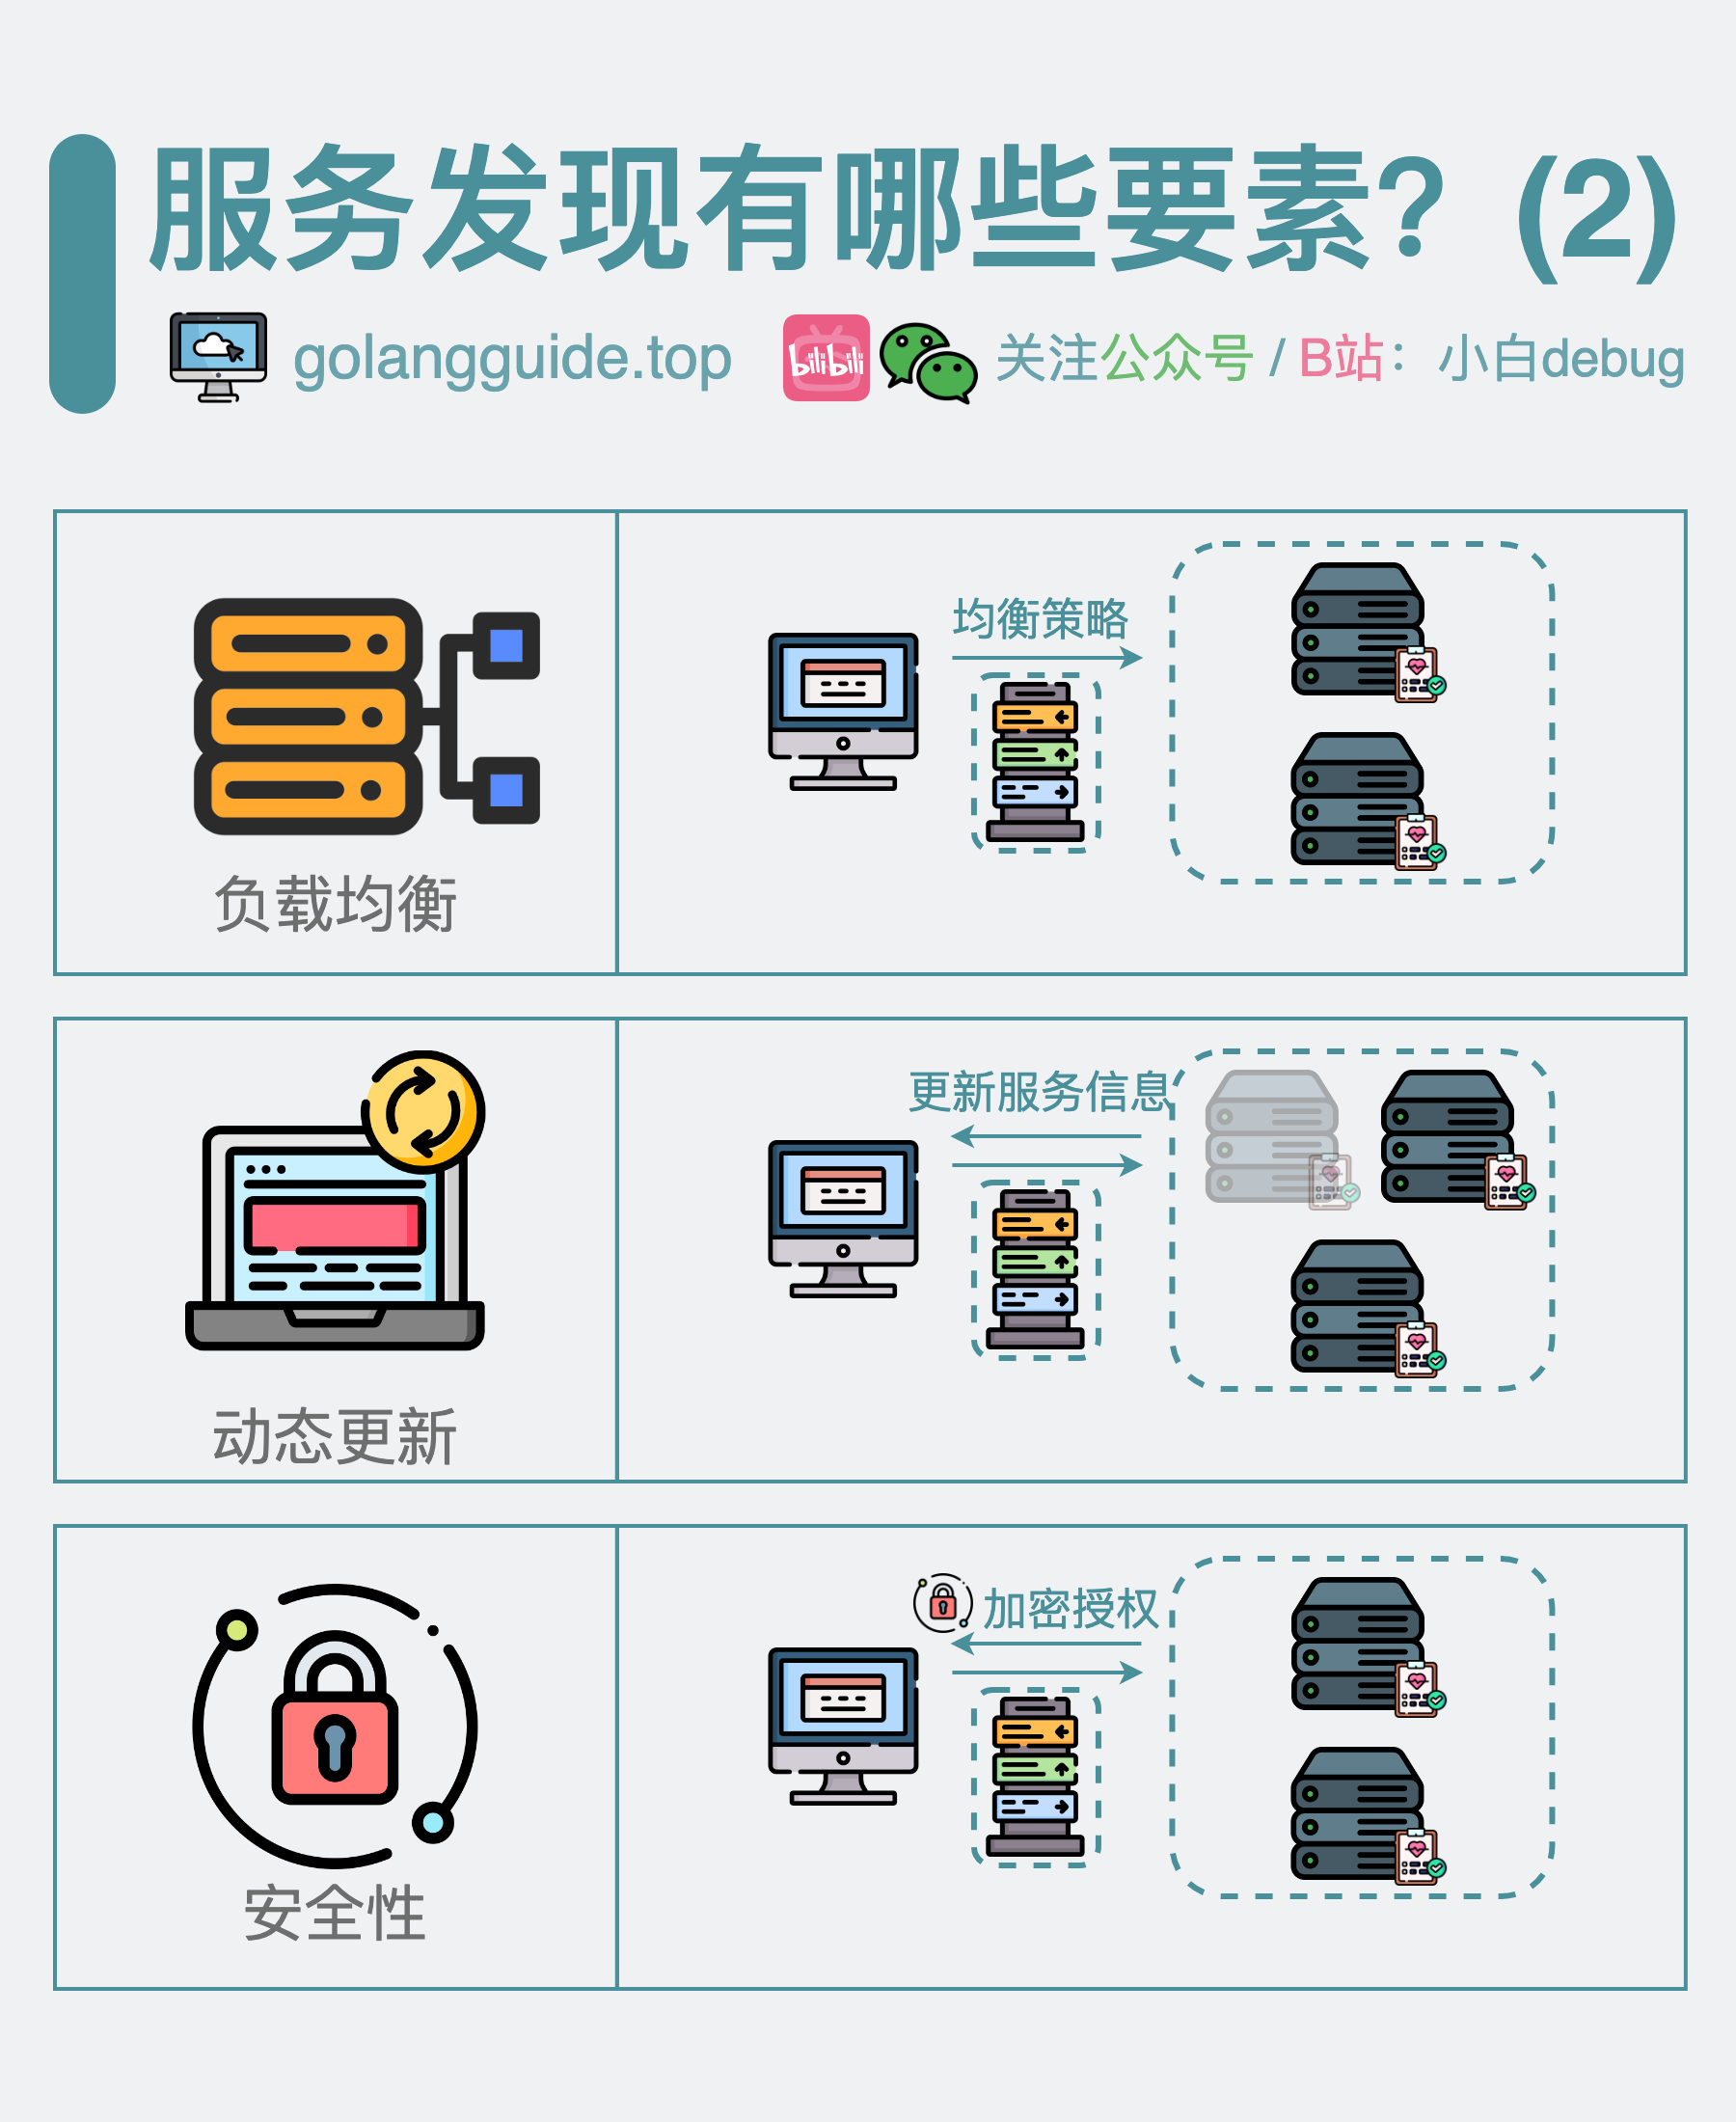 服务发现有哪些要素？(2)
golangguide.top bilibili 关注公众号 / B站：小白debug
均衡策略
负载均衡
更新服务信息
动态更新
加密授权
安全性